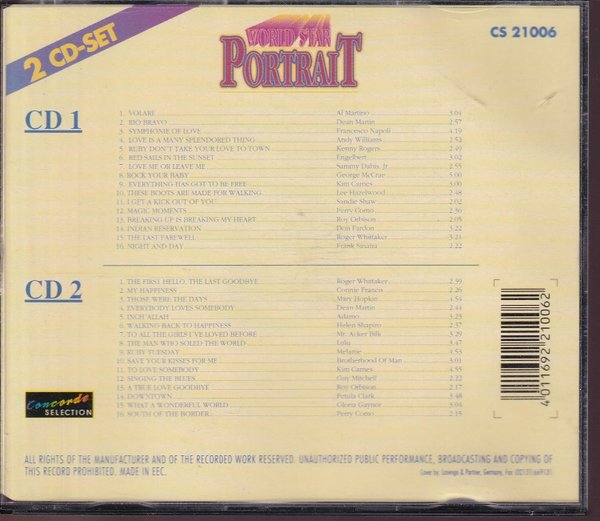 2 CD-SET
WORLD STAR
PORTRAIT
CS 21006
CD 1
1. VOLARE Al Martino 3.04
2. RIO BRAVO Dean Martin 2.57
3. SYMPHONIE OF LOVE Francesco Napoli 4.19
4. LOVE IS A MANY SPLENDORED THING Andy Williams 2.53
5. RUBY DON'T TAKE YOUR LOVE TO TOWN Kenny Rogers 2.49
6. RED SAILS IN THE SUNSET Engelbert 3.02
7. LOVE ME OR LEAVE ME Sammy Davis, Jr. 2.55
8. ROCK YOUR BABY George McCrae 6.00
9. EVERYTHING HAS GOT TO BE FREE Kim Carnes 5.00
10. THESE BOOTS ARE MADE FOR WALKING Lee Hazelwood 2.48
11. I GET A KICK OUT OF YOU Sandie Shaw 2.02
12. MAGIC MOMENTS Perry Como 2.36
13. BREAKING UP IS BREAKING MY HEART Roy Orbison 2.05
14. INDIAN RESERVATION Don Fardon 3.22
15. THE LAST FAREWELL Roger Whittaker 3.21
16. NIGHT AND DAY Frank Sinatra 2.22
CD 2
1. THE FIRST HELLO, THE LAST GOODBYE Roger Whittaker 2.39
2. MY HAPPINESS Connie Francis 2.26
3. THOSE WERE THE DAYS Mary Hopkin 4.54
4. EVERYBODY LOVES SOMEBODY Dean Martin 2.44
5. INCH ALLAH Adamo 3.23
6. WALKING BACK TO HAPPINESS Helen Shapiro 2.37
7. TO ALL THE GIRLS I'VE LOVED BEFORE Mr. Acker Bilk 3.29
8. THE MAN WHO SOLED THE WORLD Lulu 3.47
9. RUBY TUESDAY Melanie 4.53
10. SAVE YOUR KISSES FOR ME Brotherhood Of Man 3.01
11. TO LOVE SOMEBODY Kim Carnes 4.55
12. SINGING THE BLUES Guy Mitchell 2.22
13. A TRUE LOVE GOODBYE Roy Orbison 2.22
14. DOWNTOWN Petula Clark 3.48
15. WHAT A WONDERFUL WORLD Gloria Gaynor 3.04
16. SOUTH OF THE BORDER Perry Como 2.15
4 011692 210062
Concorde
SELECTION
ALL RIGHTS OF THE MANUFACTURER AND OF THE RECORDED WORK RESERVED. UNAUTHORIZED PUBLIC PERFORMANCE, BROADCASTING AND COPYING OF
THIS RECORD PROHIBITED. MADE IN EEC.
Cover by: & Partner, Germany, Fax